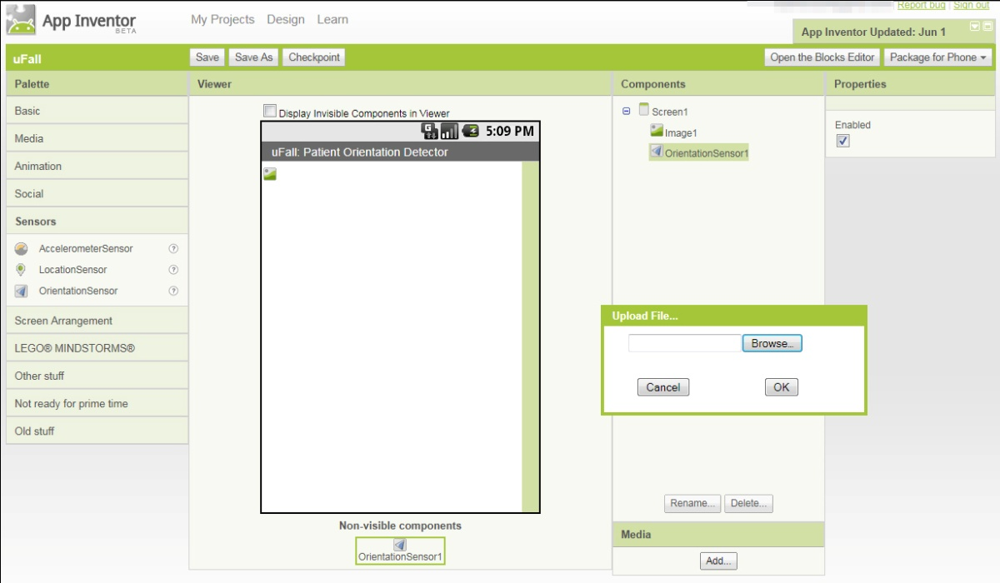 Report bug Sign out
App Inventor
BETA
My Projects Design Learn
App Inventor Updated: Jun 1
uFall
Save Save As Checkpoint Open the Blocks Editor Package for Phone
Palette Viewer Components Properties
Basic
Media
Animation
Social
Sensors
AccelerometerSensor ?
LocationSensor ?
OrientationSensor ?
Screen Arrangement
LEGO® MINDSTORMS®
Other stuff
Not ready for prime time
Old stuff
Display Invisible Components in Viewer
G 5:09 PM
uFall: Patient Orientation Detector
Non-visible components
OrientationSensor1
Screen1
Image1
OrientationSensor1
Enabled
Upload File...
Browse...
Cancel OK
Rename... Delete...
Media
Add...